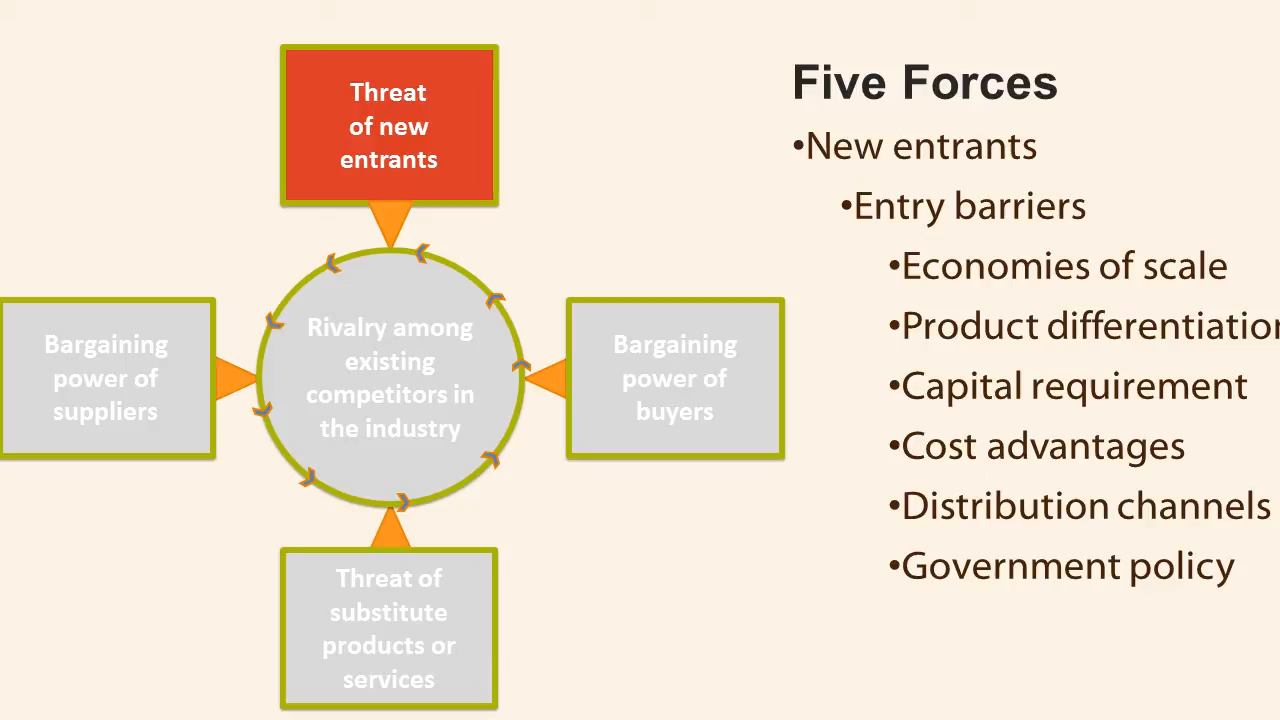 Threat
of new
entrants
Bargaining
power of
suppliers
Rivalry among
existing
competitors in
the industry
Bargaining
power of
buyers
Threat of
substitute
products or
services
Five Forces
•New entrants
•Entry barriers
•Economies of scale
•Product differentiation
•Capital requirement
•Cost advantages
•Distribution channels
•Government policy